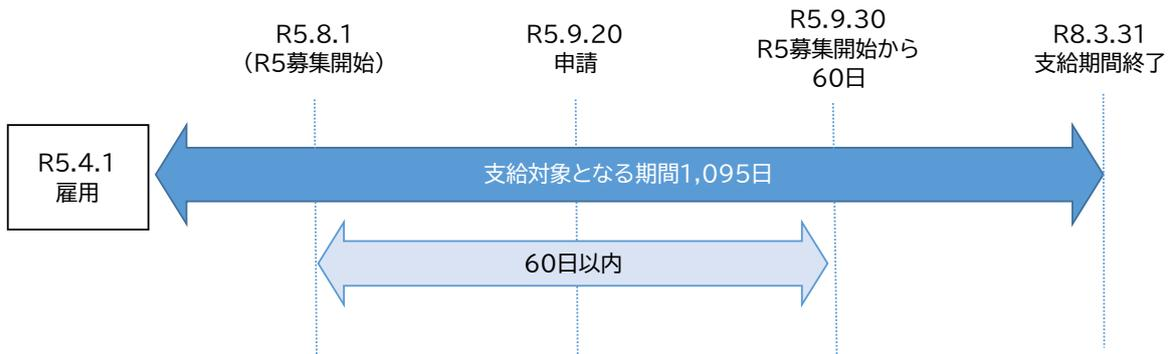 R5.8.1
（R5募集開始）
R5.9.20
申請
R5.9.30
R5募集開始から
60日
R8.3.31
支給期間終了
R5.4.1
雇用
支給対象となる期間1,095日
60日以内